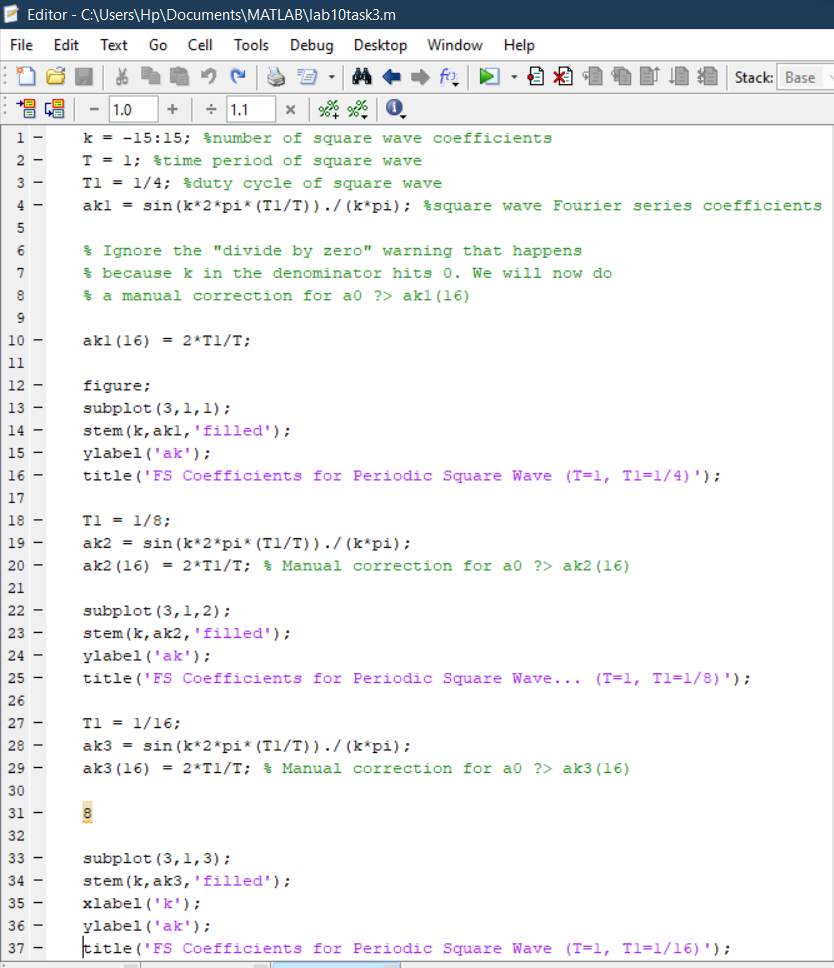 Editor - C:\Users\Hp\Documents\MATLAB\lab10task3.m
File Edit Text Go Cell Tools Debug Desktop Window Help
Stack: Base
− 1.0 + ÷ 1.1 ×
1 k = -15:15; %number of square wave coefficients
2 T = 1; %time period of square wave
3 T1 = 1/4; %duty cycle of square wave
4 ak1 = sin(k*2*pi*(T1/T))./(k*pi); %square wave Fourier series coefficients
5
6 % Ignore the "divide by zero" warning that happens
7 % because k in the denominator hits 0. We will now do
8 % a manual correction for a0 ?> ak1(16)
9
10 ak1(16) = 2*T1/T;
11
12 figure;
13 subplot(3,1,1);
14 stem(k,ak1,'filled');
15 ylabel('ak');
16 title('FS Coefficients for Periodic Square Wave (T=1, T1=1/4)');
17
18 T1 = 1/8;
19 ak2 = sin(k*2*pi*(T1/T))./(k*pi);
20 ak2(16) = 2*T1/T; % Manual correction for a0 ?> ak2(16)
21
22 subplot(3,1,2);
23 stem(k,ak2,'filled');
24 ylabel('ak');
25 title('FS Coefficients for Periodic Square Wave... (T=1, T1=1/8)');
26
27 T1 = 1/16;
28 ak3 = sin(k*2*pi*(T1/T))./(k*pi);
29 ak3(16) = 2*T1/T; % Manual correction for a0 ?> ak3(16)
30
31 8
32
33 subplot(3,1,3);
34 stem(k,ak3,'filled');
35 xlabel('k');
36 ylabel('ak');
37 title('FS Coefficients for Periodic Square Wave (T=1, T1=1/16)');